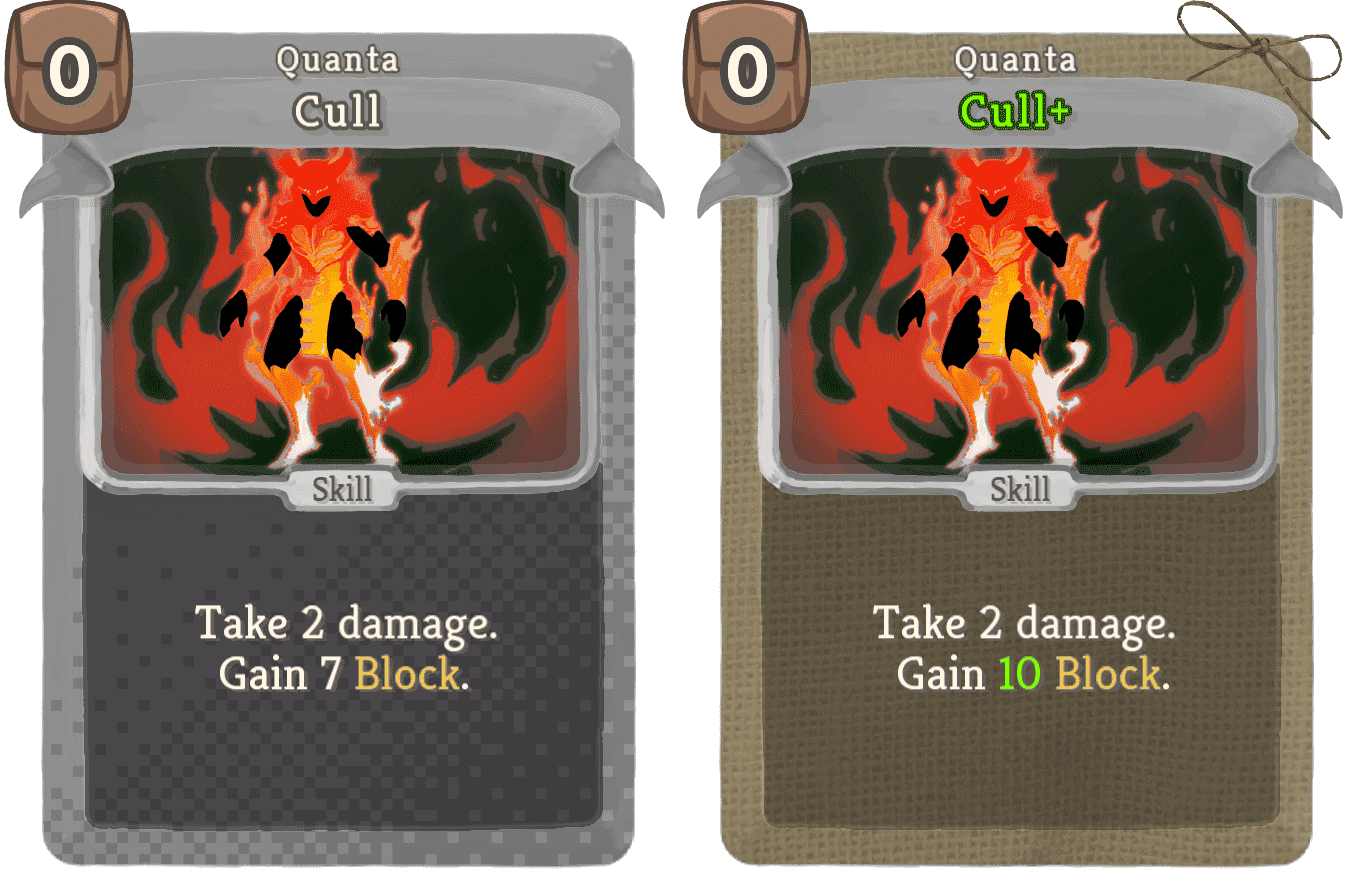 0
Quanta
Cull
Skill
Take 2 damage.
Gain 7 Block.
0
Quanta
Cull+
Skill
Take 2 damage.
Gain 10 Block.